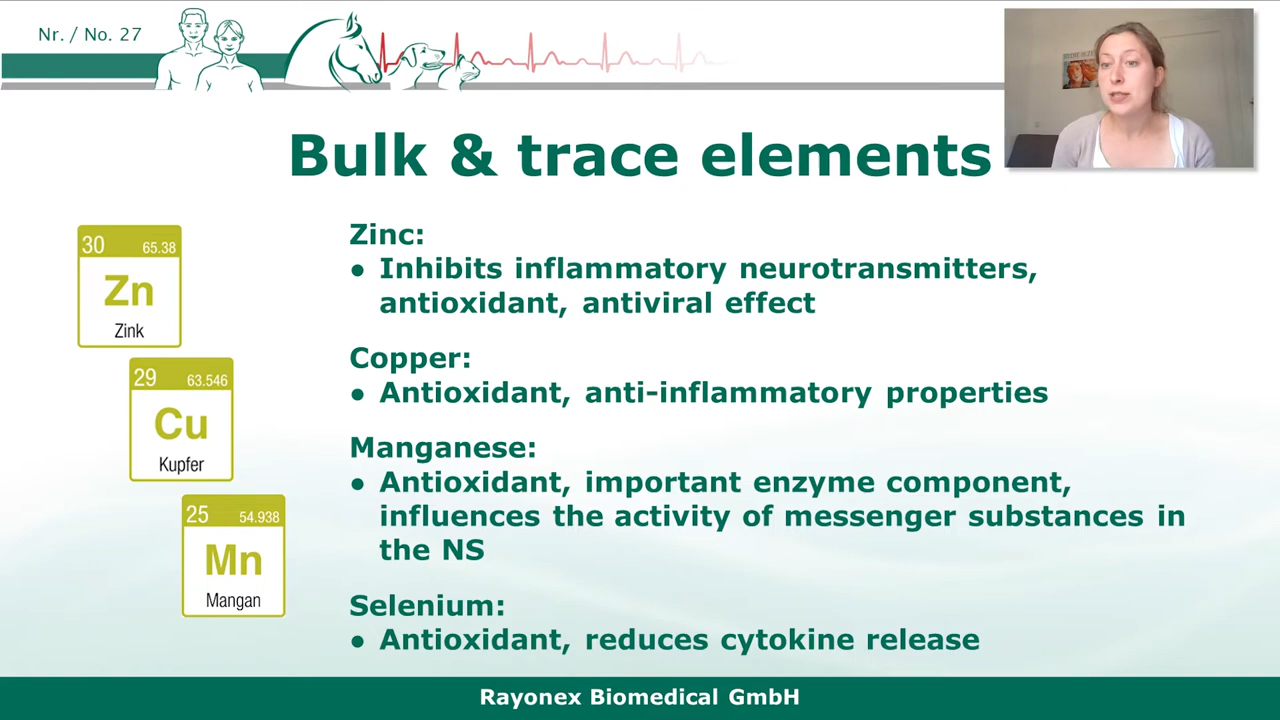 Nr. / No. 27
Bulk & trace elements
30 65.38
Zn
Zink
29 63.546
Cu
Kupfer
25 54.938
Mn
Mangan
Zinc:
● Inhibits inflammatory neurotransmitters,
antioxidant, antiviral effect
Copper:
● Antioxidant, anti-inflammatory properties
Manganese:
● Antioxidant, important enzyme component,
influences the activity of messenger substances in
the NS
Selenium:
● Antioxidant, reduces cytokine release
Rayonex Biomedical GmbH